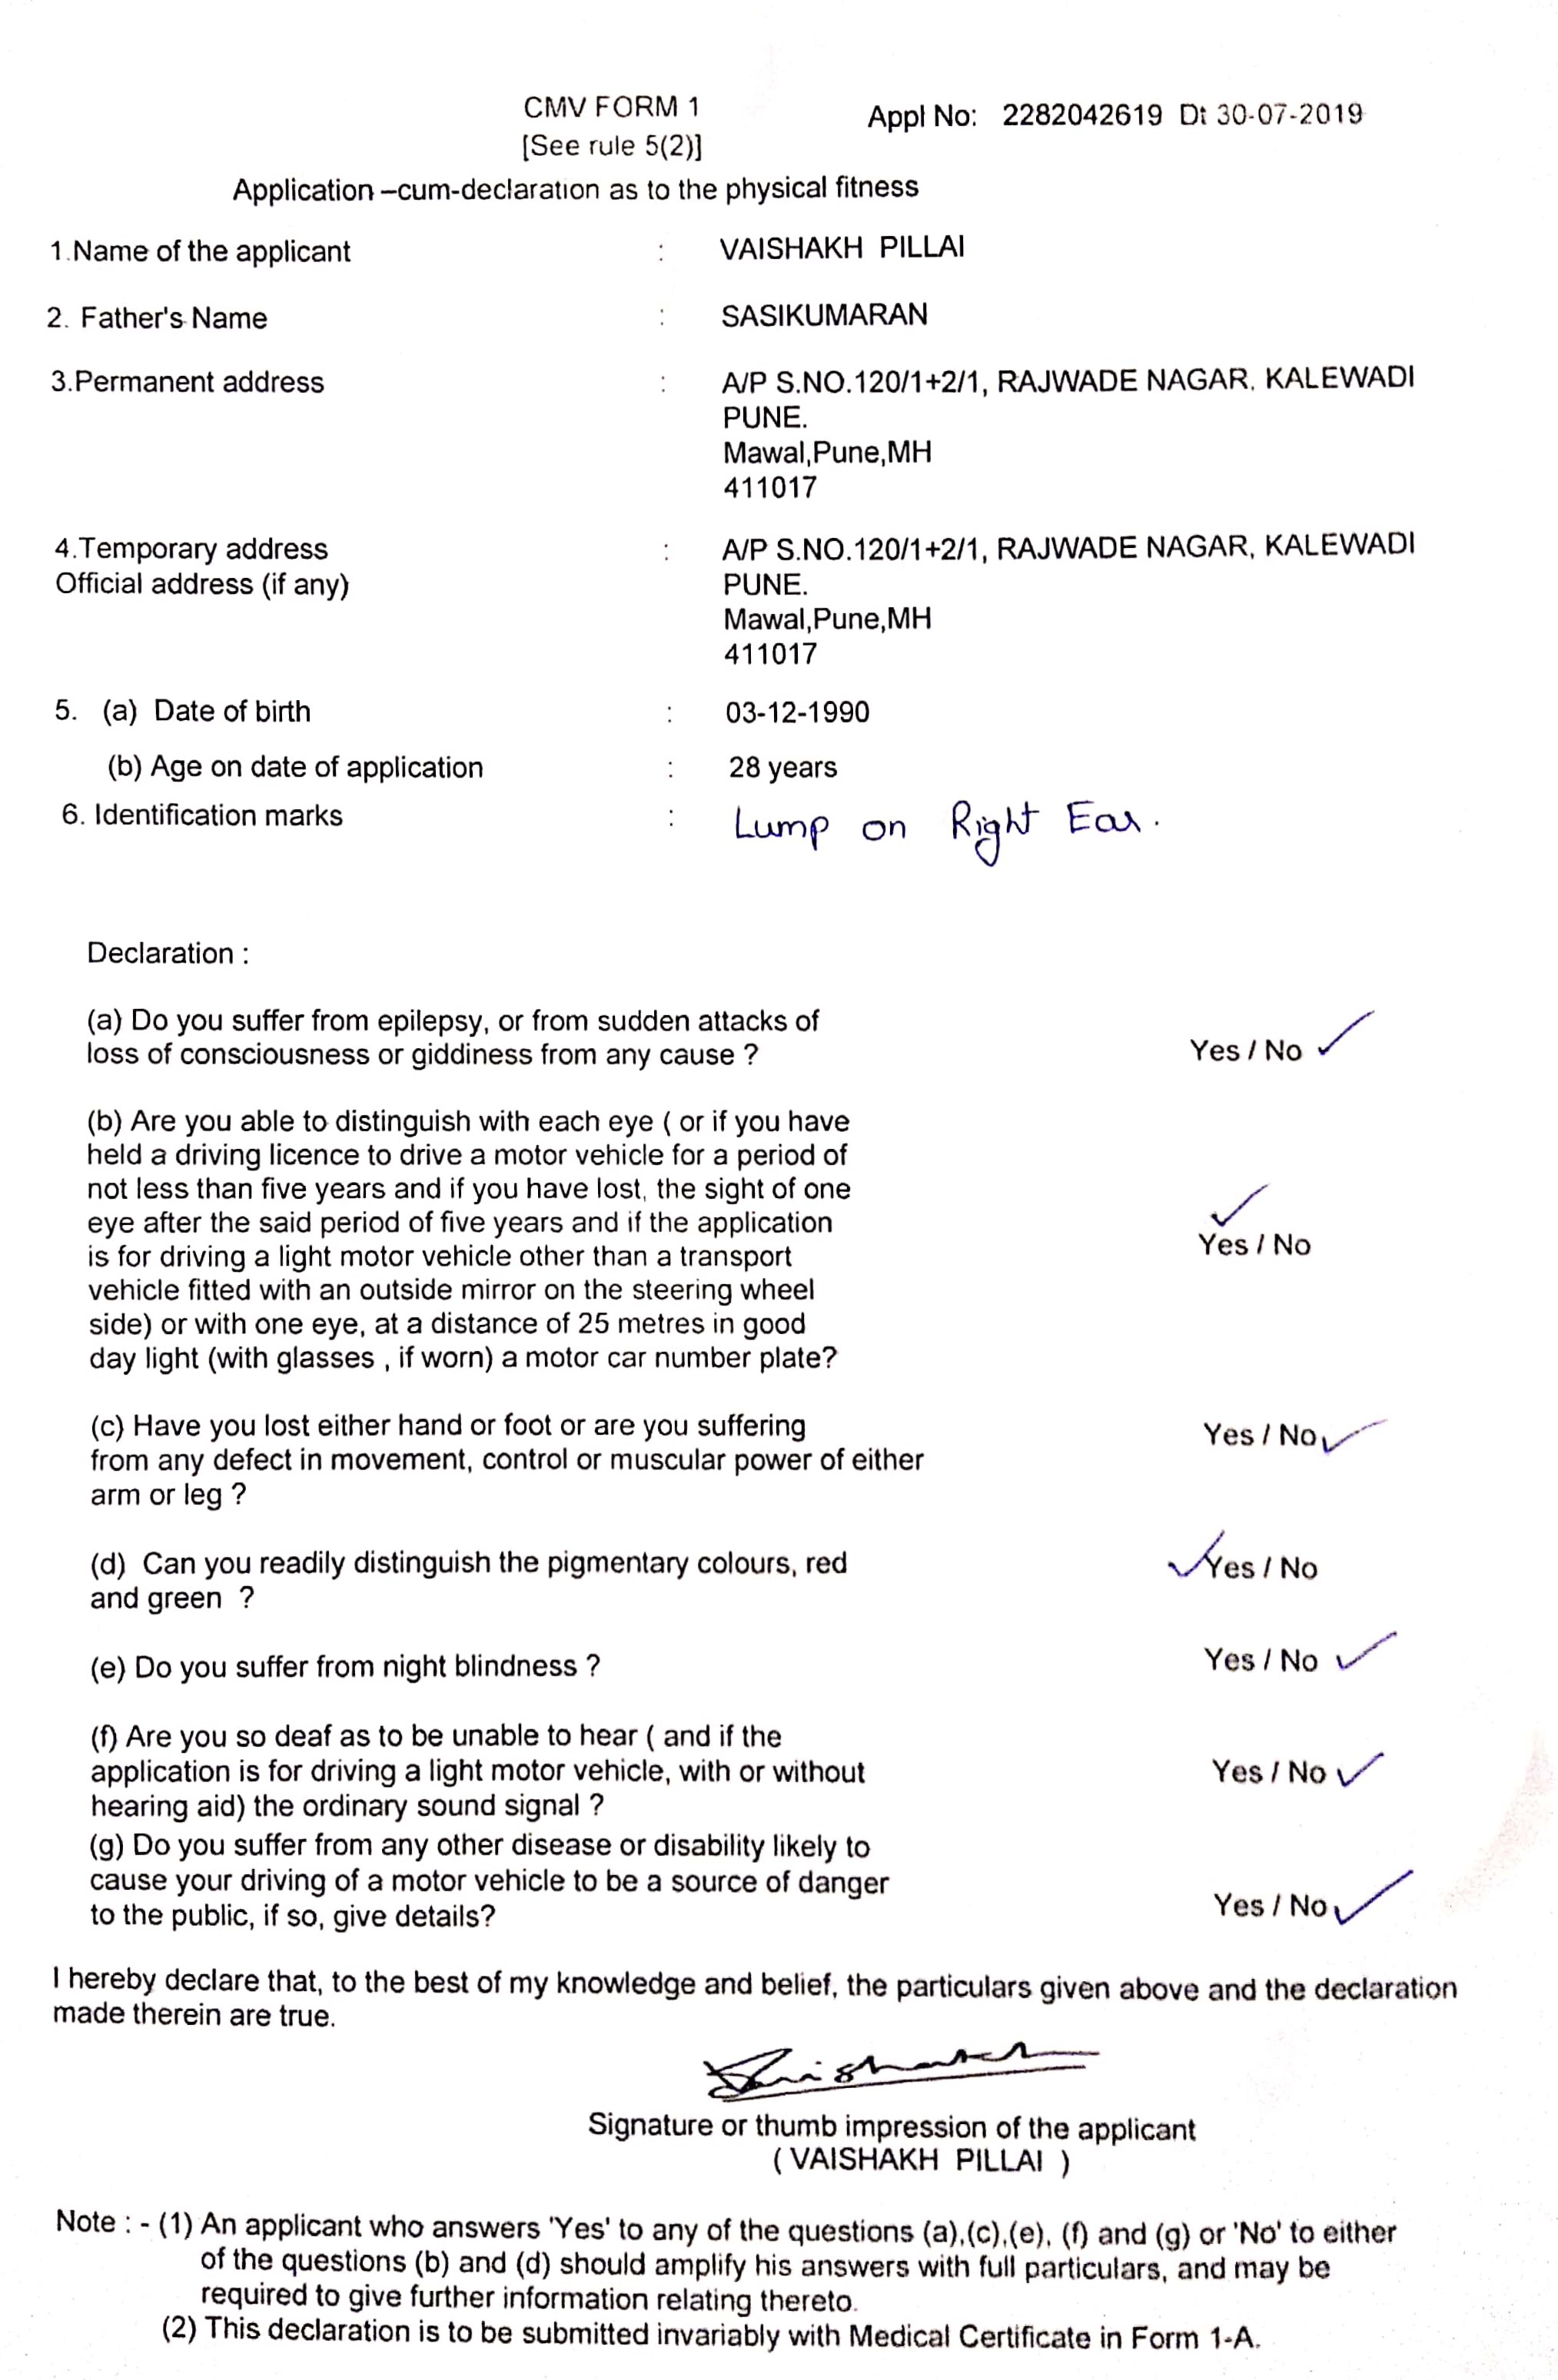 CMV FORM 1
Appl No: 2282042619 Dt 30-07-2019
[See rule 5(2)]
Application –cum-declaration as to the physical fitness
1.Name of the applicant : VAISHAKH PILLAI
2. Father's Name : SASIKUMARAN
3.Permanent address : A/P S.NO.120/1+2/1, RAJWADE NAGAR, KALEWADI
PUNE.
Mawal,Pune,MH
411017
4.Temporary address : A/P S.NO.120/1+2/1, RAJWADE NAGAR, KALEWADI
Official address (if any) PUNE.
Mawal,Pune,MH
411017
5. (a) Date of birth : 03-12-1990
(b) Age on date of application : 28 years
6. Identification marks : Lump on Right Ear.
Declaration :
(a) Do you suffer from epilepsy, or from sudden attacks of
loss of consciousness or giddiness from any cause ? Yes / No ✓
(b) Are you able to distinguish with each eye ( or if you have
held a driving licence to drive a motor vehicle for a period of
not less than five years and if you have lost, the sight of one
eye after the said period of five years and if the application ✓
is for driving a light motor vehicle other than a transport Yes / No
vehicle fitted with an outside mirror on the steering wheel
side) or with one eye, at a distance of 25 metres in good
day light (with glasses , if worn) a motor car number plate?
(c) Have you lost either hand or foot or are you suffering Yes / No ✓
from any defect in movement, control or muscular power of either
arm or leg ?
(d) Can you readily distinguish the pigmentary colours, red ✓ Yes / No
and green ?
(e) Do you suffer from night blindness ? Yes / No ✓
(f) Are you so deaf as to be unable to hear ( and if the
application is for driving a light motor vehicle, with or without Yes / No ✓
hearing aid) the ordinary sound signal ?
(g) Do you suffer from any other disease or disability likely to
cause your driving of a motor vehicle to be a source of danger
to the public, if so, give details? Yes / No ✓
I hereby declare that, to the best of my knowledge and belief, the particulars given above and the declaration
made therein are true.
Vaishakh
Signature or thumb impression of the applicant
( VAISHAKH PILLAI )
Note : - (1) An applicant who answers 'Yes' to any of the questions (a),(c),(e), (f) and (g) or 'No' to either
of the questions (b) and (d) should amplify his answers with full particulars, and may be
required to give further information relating thereto.
(2) This declaration is to be submitted invariably with Medical Certificate in Form 1-A.